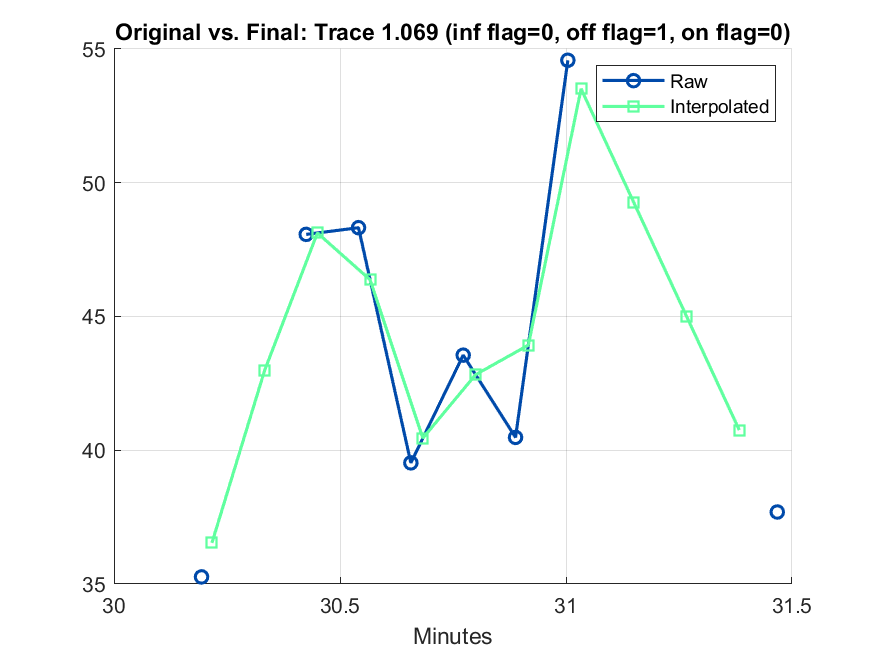 Original vs. Final: Trace 1.069 (inf flag=0, off flag=1, on flag=0)
55
50
45
40
35
30
30.5
31
31.5
Minutes
Raw
Interpolated